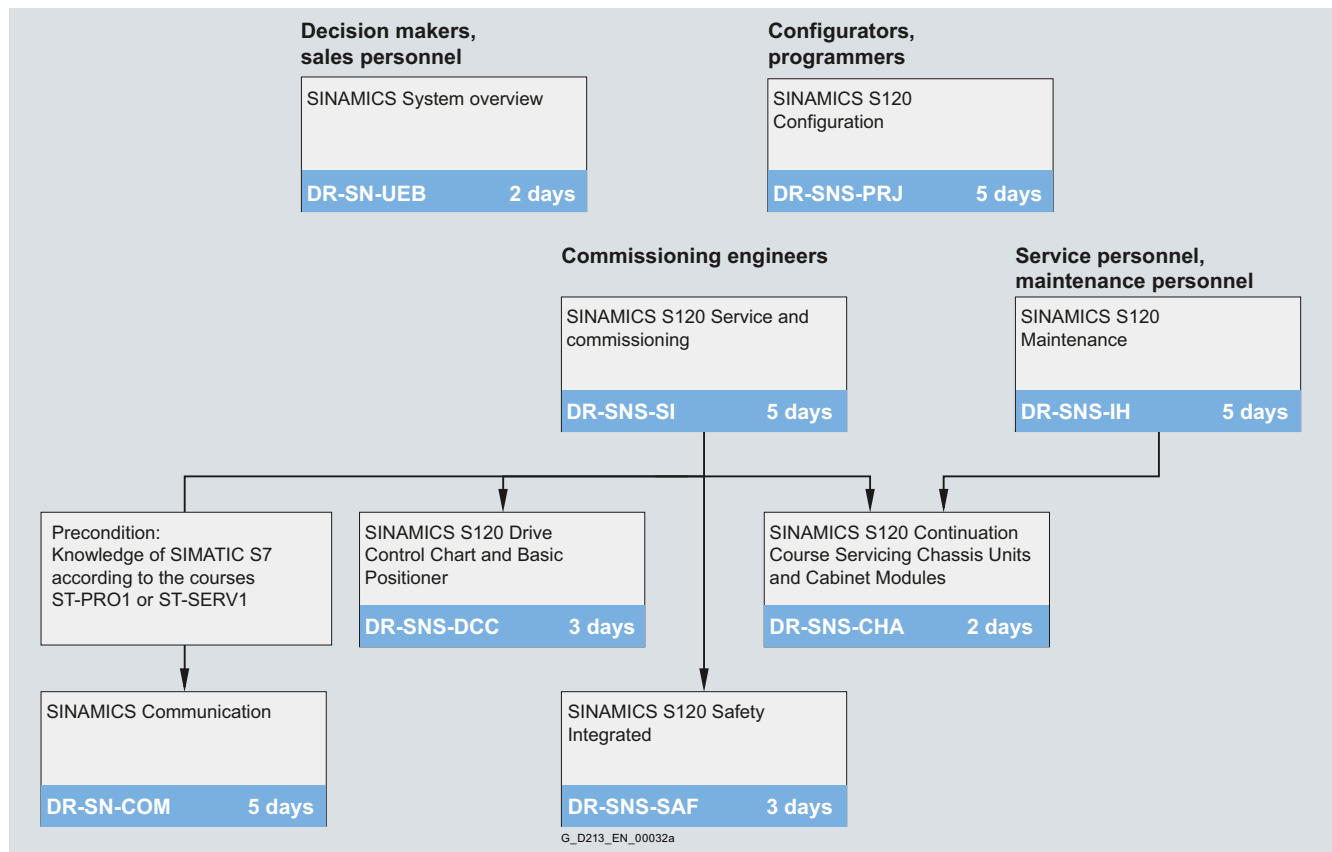 Decision makers,
sales personnel
SINAMICS System overview
DR-SN-UEB 2 days
Configurators,
programmers
SINAMICS S120
Configuration
DR-SNS-PRJ 5 days
Commissioning engineers
SINAMICS S120 Service and
commissioning
DR-SNS-SI 5 days
Service personnel,
maintenance personnel
SINAMICS S120
Maintenance
DR-SNS-IH 5 days
Precondition:
Knowledge of SIMATIC S7
according to the courses
ST-PRO1 or ST-SERV1
SINAMICS S120 Drive
Control Chart and Basic
Positioner
DR-SNS-DCC 3 days
SINAMICS S120 Continuation
Course Servicing Chassis Units
and Cabinet Modules
DR-SNS-CHA 2 days
SINAMICS Communication
DR-SN-COM 5 days
SINAMICS S120 Safety
Integrated
DR-SNS-SAF 3 days
G_D213_EN_00032a